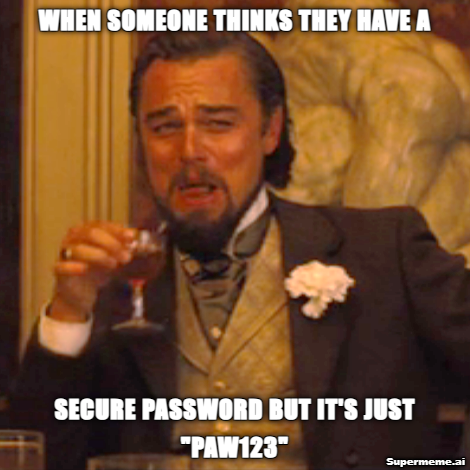 WHEN SOMEONE THINKS THEY HAVE A
SECURE PASSWORD BUT IT'S JUST
"PAW123"
Supermeme.ai